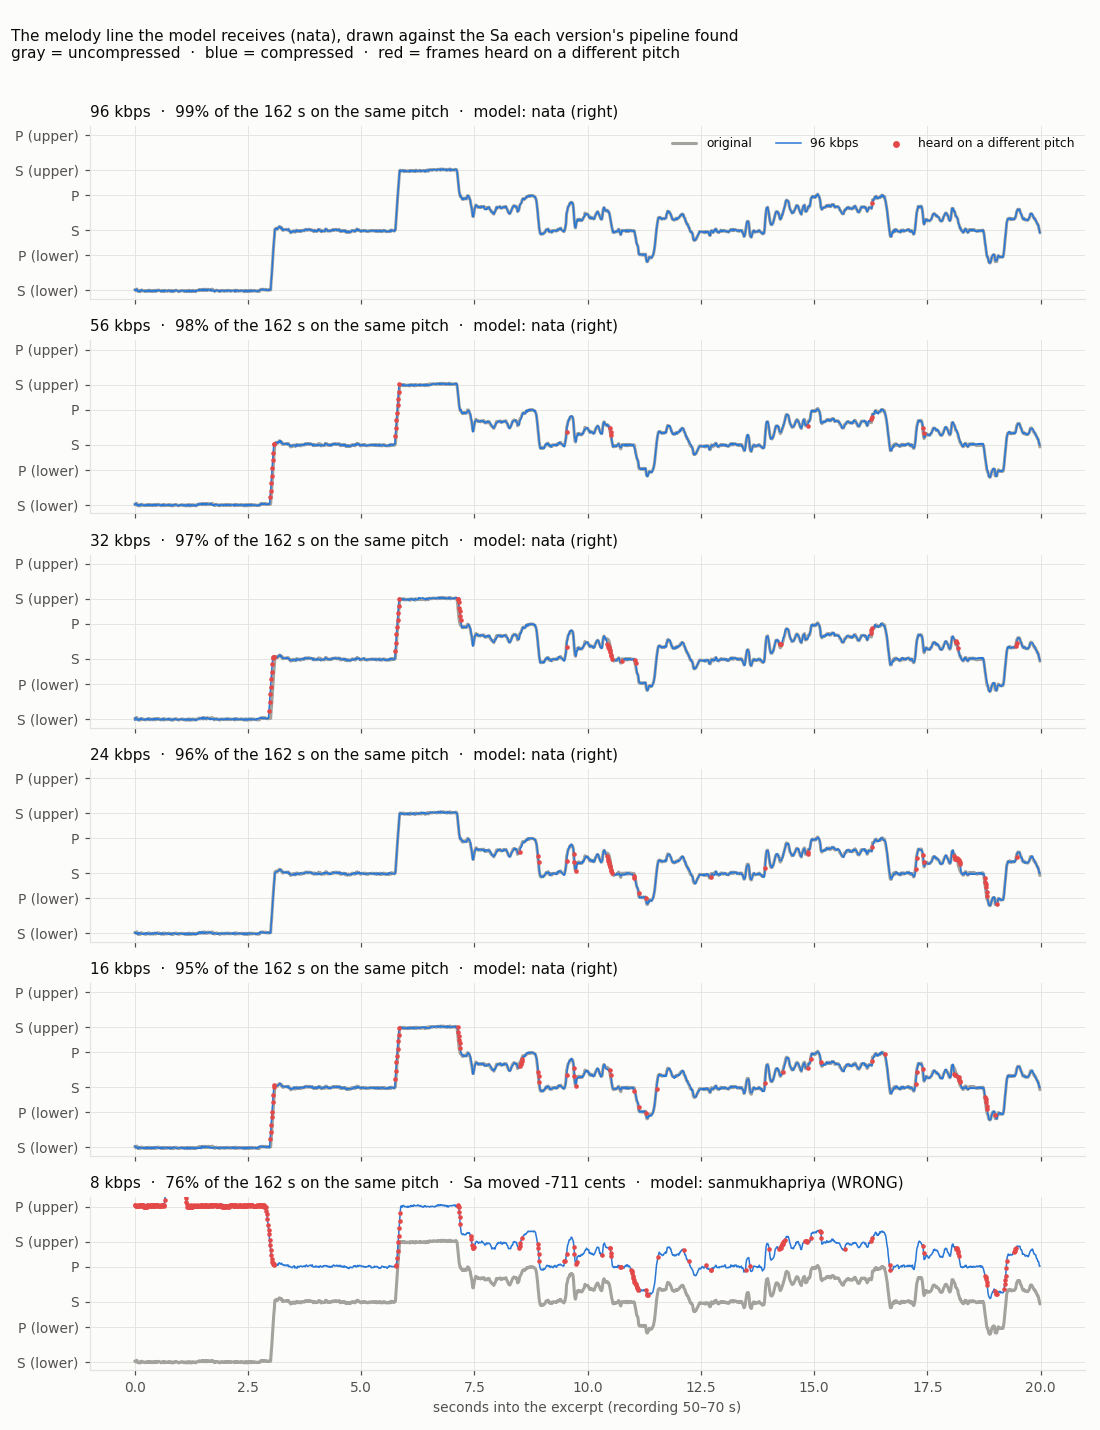 The melody line the model receives (nata), drawn against the Sa each version's pipeline found
gray = uncompressed · blue = compressed · red = frames heard on a different pitch
96 kbps · 99% of the 162 s on the same pitch · model: nata (right)
P (upper)
S (upper)
P
S
P (lower)
S (lower)
original
96 kbps
heard on a different pitch
56 kbps · 98% of the 162 s on the same pitch · model: nata (right)
P (upper)
S (upper)
P
S
P (lower)
S (lower)
32 kbps · 97% of the 162 s on the same pitch · model: nata (right)
P (upper)
S (upper)
P
S
P (lower)
S (lower)
24 kbps · 96% of the 162 s on the same pitch · model: nata (right)
P (upper)
S (upper)
P
S
P (lower)
S (lower)
16 kbps · 95% of the 162 s on the same pitch · model: nata (right)
P (upper)
S (upper)
P
S
P (lower)
S (lower)
8 kbps · 76% of the 162 s on the same pitch · Sa moved -711 cents · model: sanmukhapriya (WRONG)
P (upper)
S (upper)
P
S
P (lower)
S (lower)
0.0 2.5 5.0 7.5 10.0 12.5 15.0 17.5 20.0
seconds into the excerpt (recording 50–70 s)